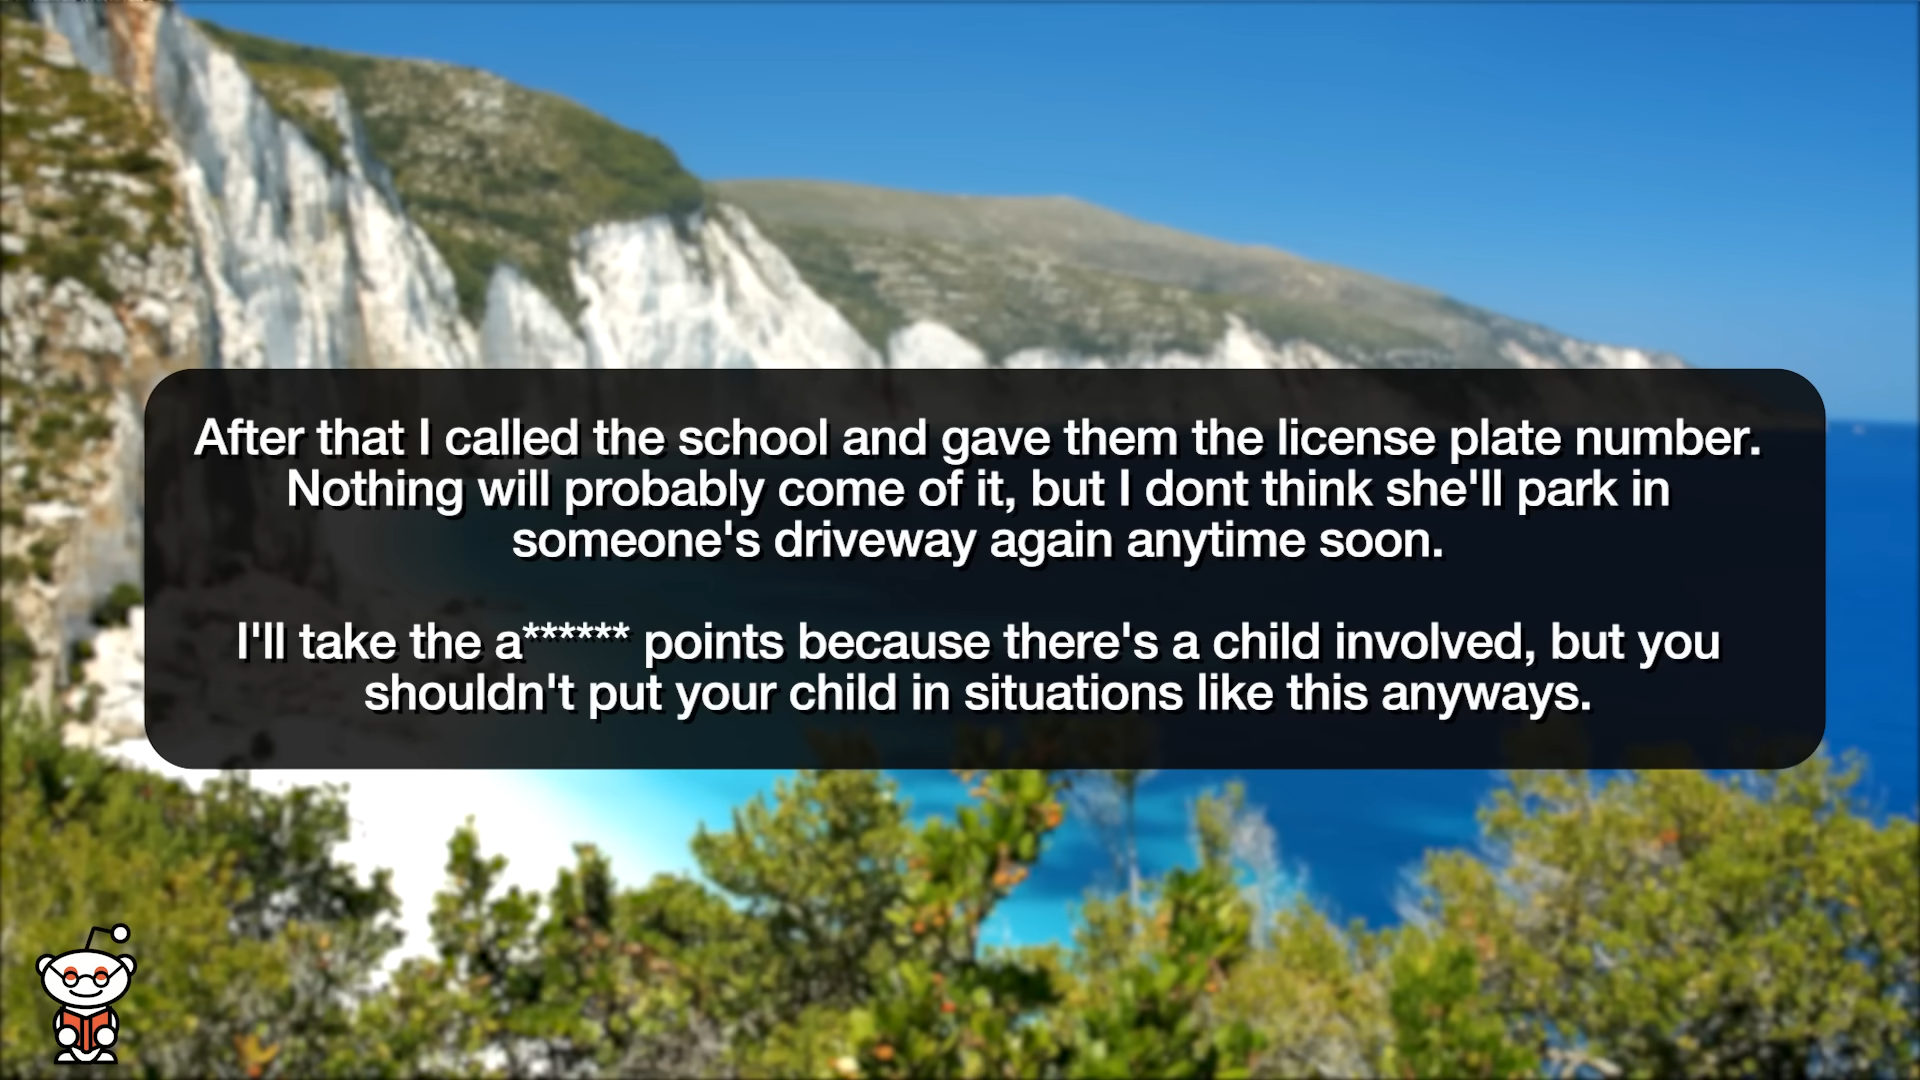 After that I called the school and gave them the license plate number.
Nothing will probably come of it, but I dont think she'll park in
someone's driveway again anytime soon.
I'll take the a****** points because there's a child involved, but you
shouldn't put your child in situations like this anyways.